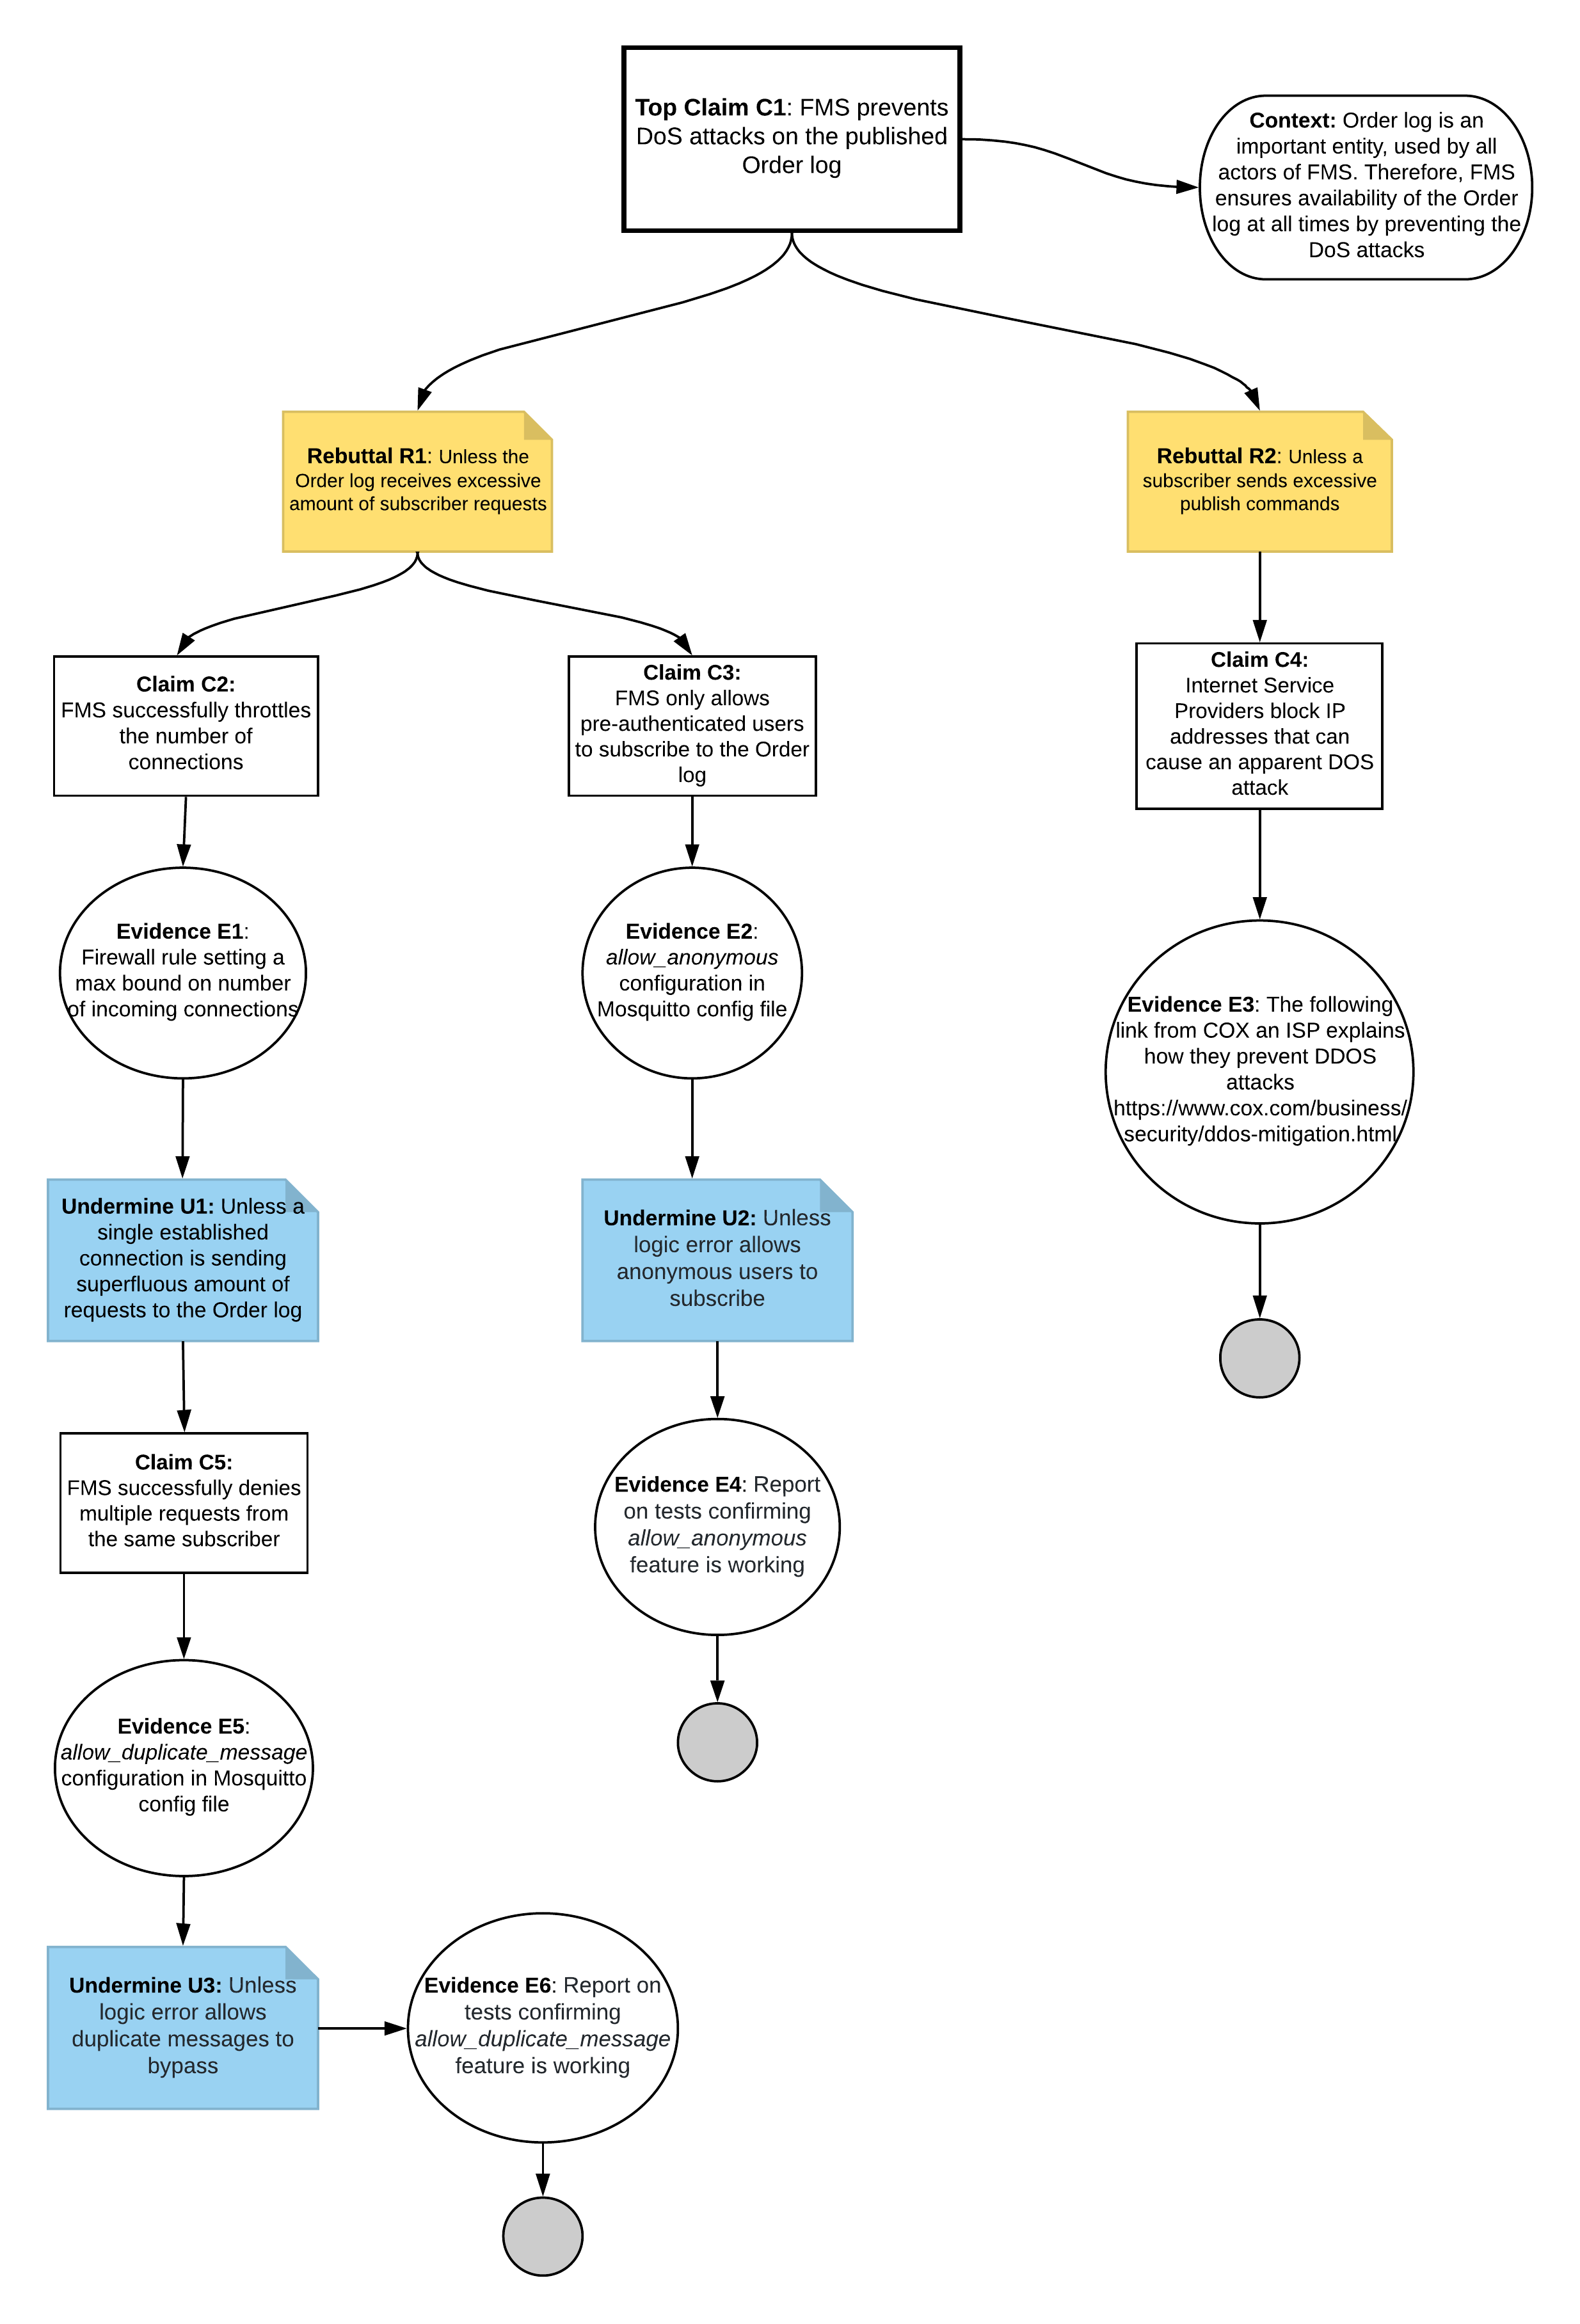 Top Claim C1: FMS prevents
DoS attacks on the published
Order log
Context: Order log is an
important entity, used by all
actors of FMS. Therefore, FMS
ensures availability of the Order
log at all times by preventing the
DoS attacks
Rebuttal R1: Unless the
Order log receives excessive
amount of subscriber requests
Rebuttal R2: Unless a
subscriber sends excessive
publish commands
Claim C2:
FMS successfully throttles
the number of
connections
Claim C3:
FMS only allows
pre-authenticated users
to subscribe to the Order
log
Claim C4:
Internet Service
Providers block IP
addresses that can
cause an apparent DOS
attack
Evidence E1:
Firewall rule setting a
max bound on number
of incoming connections
Evidence E2:
allow_anonymous
configuration in
Mosquitto config file
Evidence E3: The following
link from COX an ISP explains
how they prevent DDOS
attacks
https://www.cox.com/business/
security/ddos-mitigation.html
Undermine U1: Unless a
single established
connection is sending
superfluous amount of
requests to the Order log
Undermine U2: Unless
logic error allows
anonymous users to
subscribe
Claim C5:
FMS successfully denies
multiple requests from
the same subscriber
Evidence E4: Report
on tests confirming
allow_anonymous
feature is working
Evidence E5:
allow_duplicate_message
configuration in Mosquitto
config file
Undermine U3: Unless
logic error allows
duplicate messages to
bypass
Evidence E6: Report on
tests confirming
allow_duplicate_message
feature is working